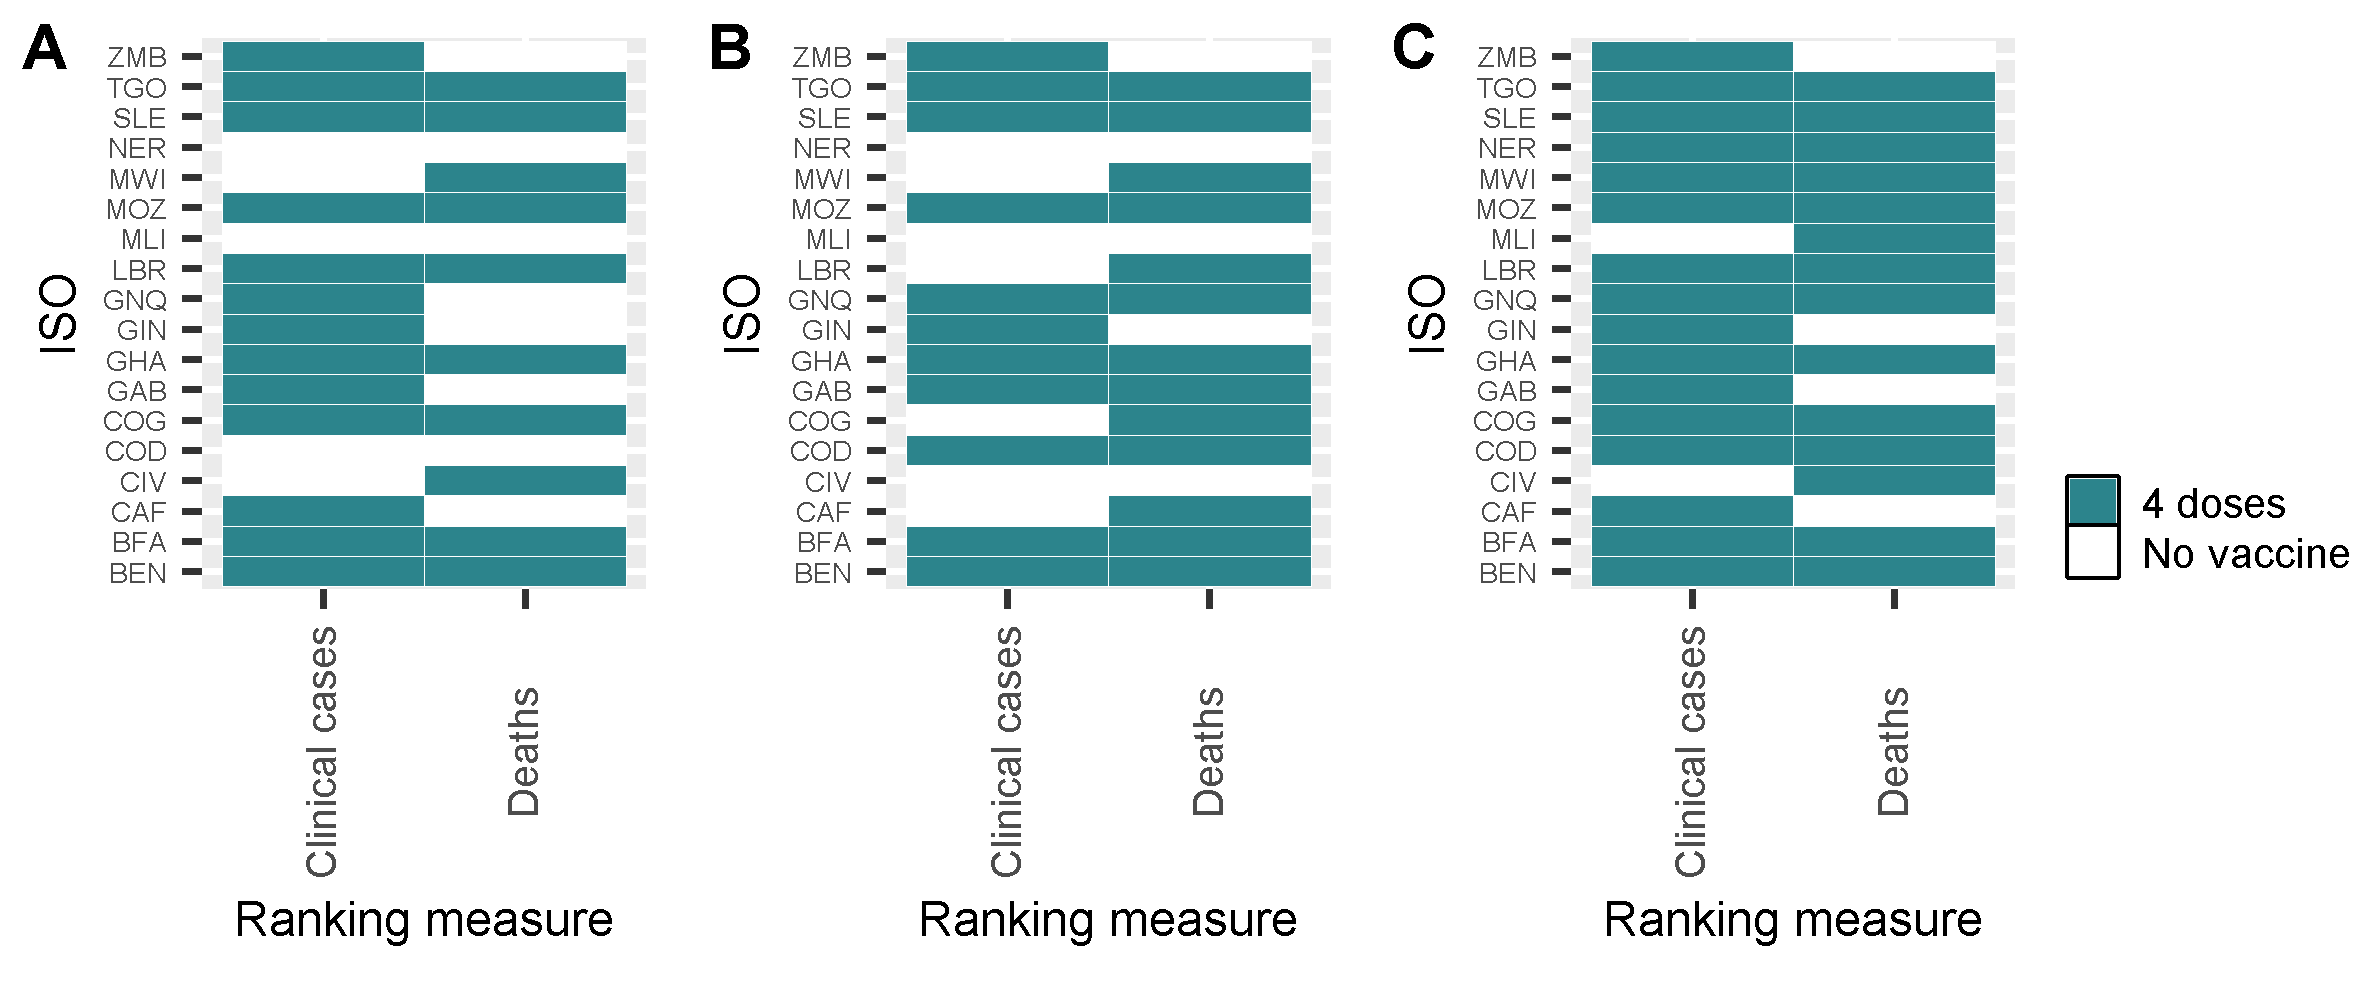 A
ISO
ZMB
TGO
SLE
NER
MWI
MOZ
MLI
LBR
GNQ
GIN
GHA
GAB
COG
COD
CIV
CAF
BFA
BEN
Clinical cases
Deaths
Ranking measure
B
ISO
ZMB
TGO
SLE
NER
MWI
MOZ
MLI
LBR
GNQ
GIN
GHA
GAB
COG
COD
CIV
CAF
BFA
BEN
Clinical cases
Deaths
Ranking measure
C
ISO
ZMB
TGO
SLE
NER
MWI
MOZ
MLI
LBR
GNQ
GIN
GHA
GAB
COG
COD
CIV
CAF
BFA
BEN
Clinical cases
Deaths
Ranking measure
4 doses
No vaccine